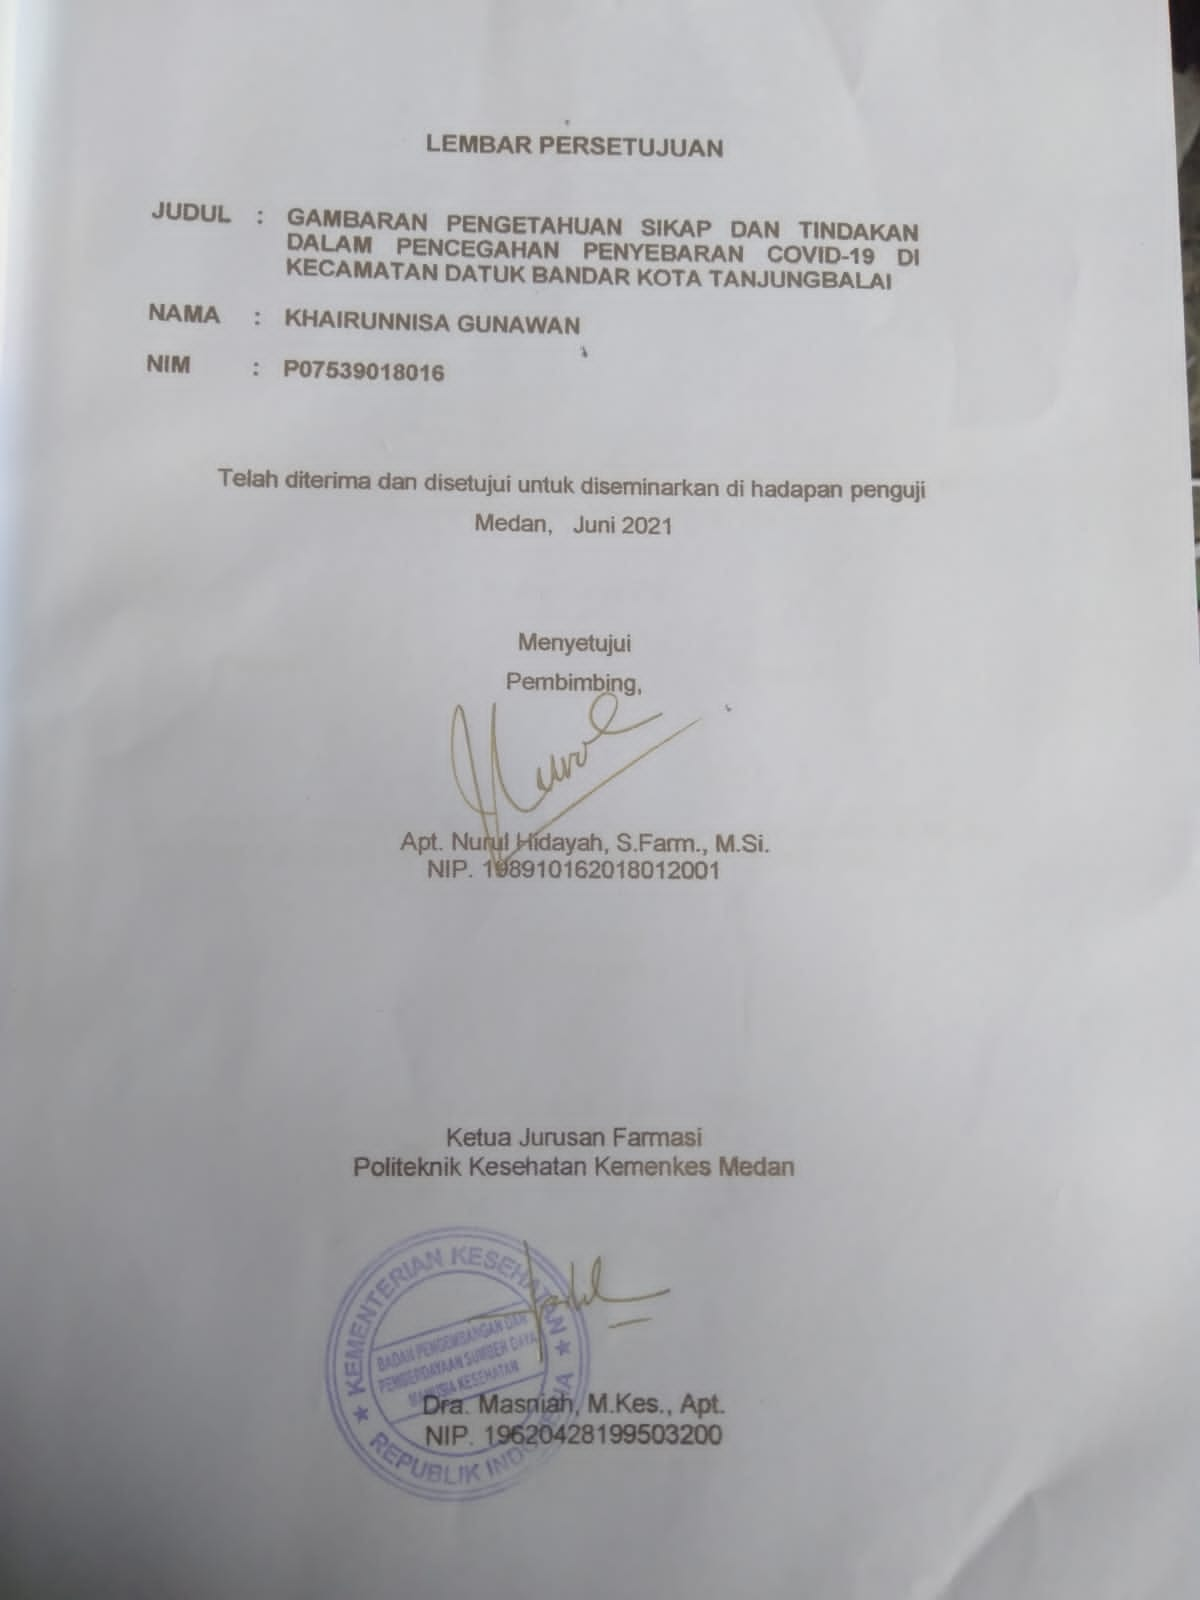 LEMBAR PERSETUJUAN
JUDUL : GAMBARAN PENGETAHUAN SIKAP DAN TINDAKAN
DALAM PENCEGAHAN PENYEBARAN COVID-19 DI
KECAMATAN DATUK BANDAR KOTA TANJUNGBALAI
NAMA : KHAIRUNNISA GUNAWAN
NIM : P07539018016
Telah diterima dan disetujui untuk diseminarkan di hadapan penguji
Medan, Juni 2021
Menyetujui
Pembimbing,
Apt. Nurul Hidayah, S.Farm., M.Si.
NIP. 198910162018012001
Ketua Jurusan Farmasi
Politeknik Kesehatan Kemenkes Medan
KEMENTERIAN KESEHATAN
BADAN PENGEMBANGAN DAN
PEMBERDAYAAN SUMBER DAYA
MANUSIA KESEHATAN
REPUBLIK INDONESIA
Dra. Masniah, M.Kes., Apt.
NIP. 19620428199503200